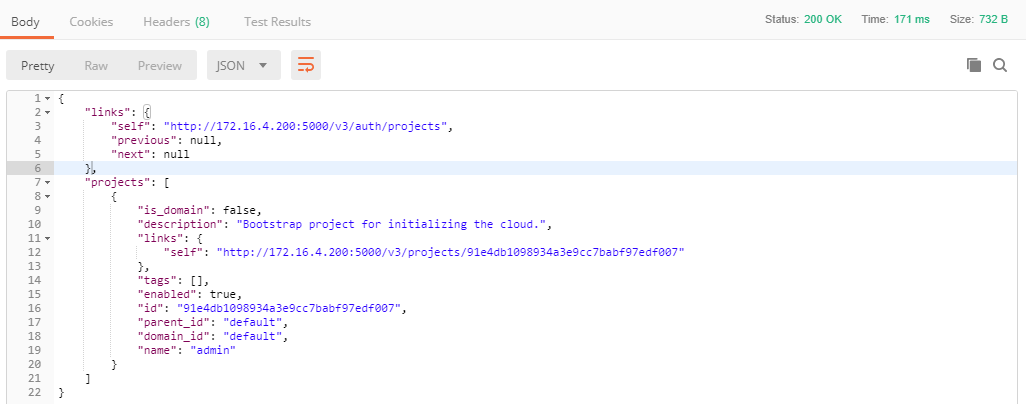 Body Cookies Headers (8) Test Results Status: 200 OK Time: 171 ms Size: 732 B
Pretty Raw Preview JSON
1 {
2 "links": {
3 "self": "http://172.16.4.200:5000/v3/auth/projects",
4 "previous": null,
5 "next": null
6 },
7 "projects": [
8 {
9 "is_domain": false,
10 "description": "Bootstrap project for initializing the cloud.",
11 "links": {
12 "self": "http://172.16.4.200:5000/v3/projects/91e4db1098934a3e9cc7babf97edf007"
13 },
14 "tags": [],
15 "enabled": true,
16 "id": "91e4db1098934a3e9cc7babf97edf007",
17 "parent_id": "default",
18 "domain_id": "default",
19 "name": "admin"
20 }
21 ]
22 }